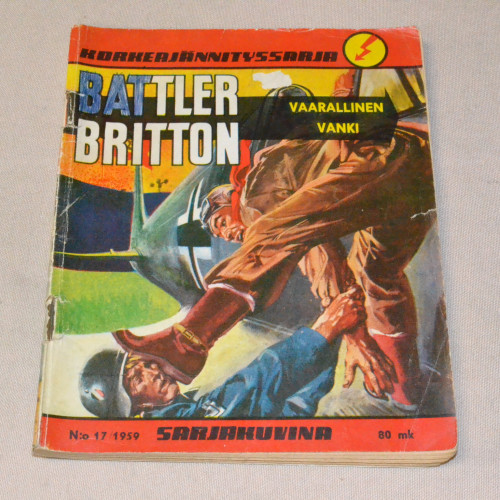 KORKEAJÄNNITYSSARJA
BATTLER
BRITTON
VAARALLINEN
VANKI
N:o 17 1959
SARJAKUVINA
80 mk